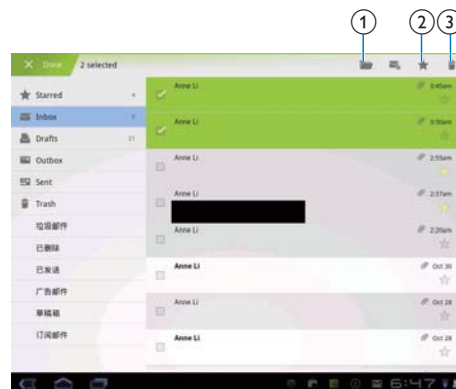 1 2 3
Done 2 selected
Starred 4
Inbox
Drafts 21
Outbox
Sent
Trash
垃圾邮件
已删除
已发送
广告邮件
草稿箱
订阅邮件
Anne Li 3:45am
Anne Li 3:30am
Anne Li 2:55am
Anne Li 2:37am
Anne Li 2:20am
Anne Li Oct 30
Anne Li Oct 28
Anne Li Oct 28
6:47